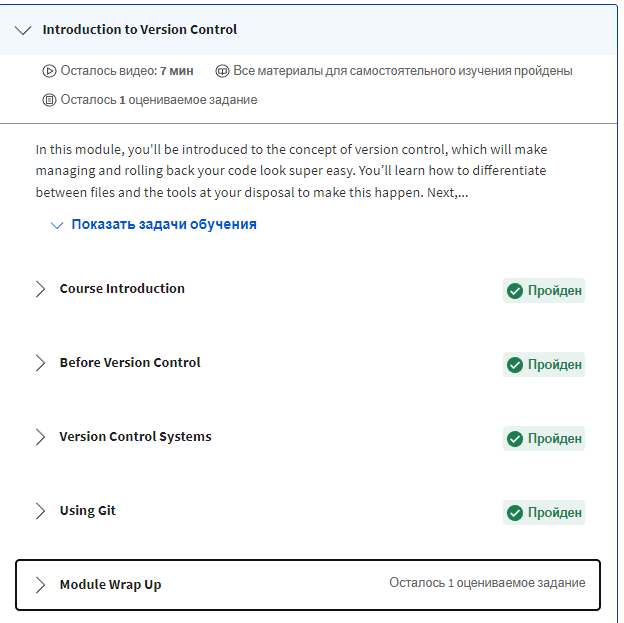 Introduction to Version Control
Осталось видео: 7 мин Все материалы для самостоятельного изучения пройдены
Осталось 1 оцениваемое задание
In this module, you'll be introduced to the concept of version control, which will make
managing and rolling back your code look super easy. You’ll learn how to differentiate
between files and the tools at your disposal to make this happen. Next,...
Показать задачи обучения
Course Introduction Пройден
Before Version Control Пройден
Version Control Systems Пройден
Using Git Пройден
Module Wrap Up Осталось 1 оцениваемое задание